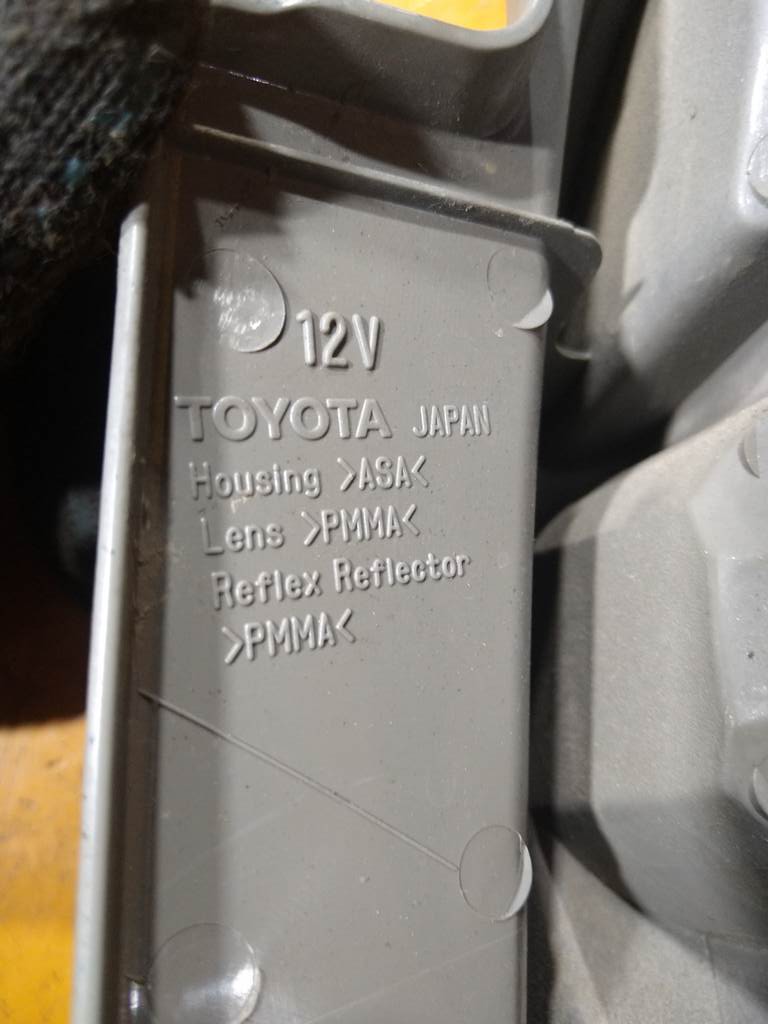 12V
TOYOTA JAPAN
Housing >ASA<
Lens >PMMA<
Reflex Reflector
>PMMA<